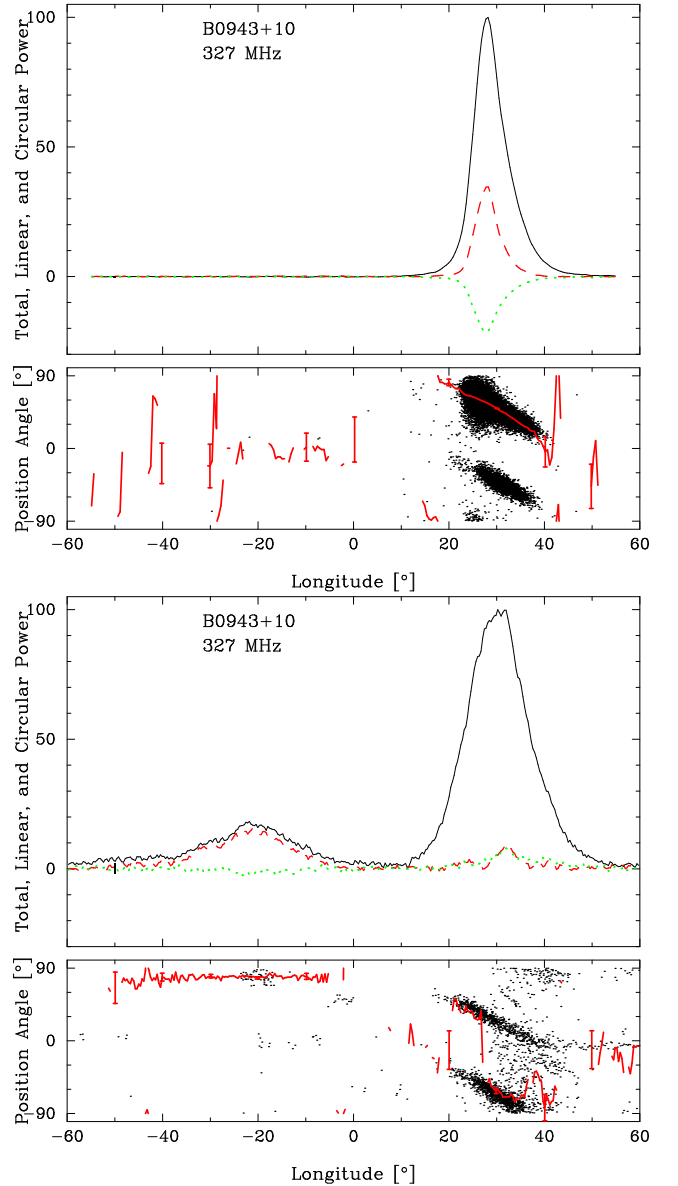 B0943+10
327 MHz
Total, Linear, and Circular Power
100
50
0
Position Angle [°]
90
0
−90
−60 −40 −20 0 20 40 60
Longitude [°]
B0943+10
327 MHz
Total, Linear, and Circular Power
100
50
0
Position Angle [°]
90
0
−90
−60 −40 −20 0 20 40 60
Longitude [°]